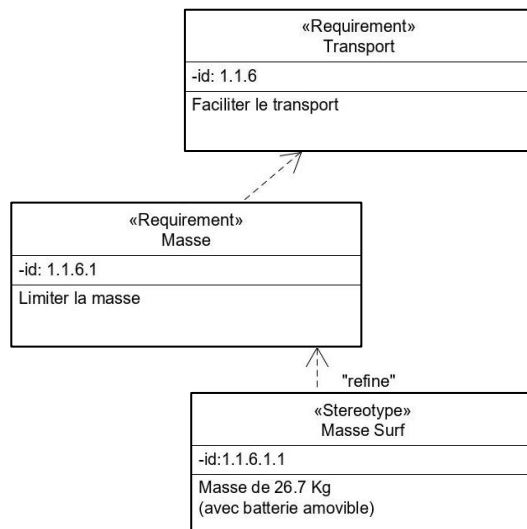 «Requirement»
Transport
-id: 1.1.6
Faciliter le transport
«Requirement»
Masse
-id: 1.1.6.1
Limiter la masse
"refine"
«Stereotype»
Masse Surf
-id:1.1.6.1.1
Masse de 26.7 Kg
(avec batterie amovible)